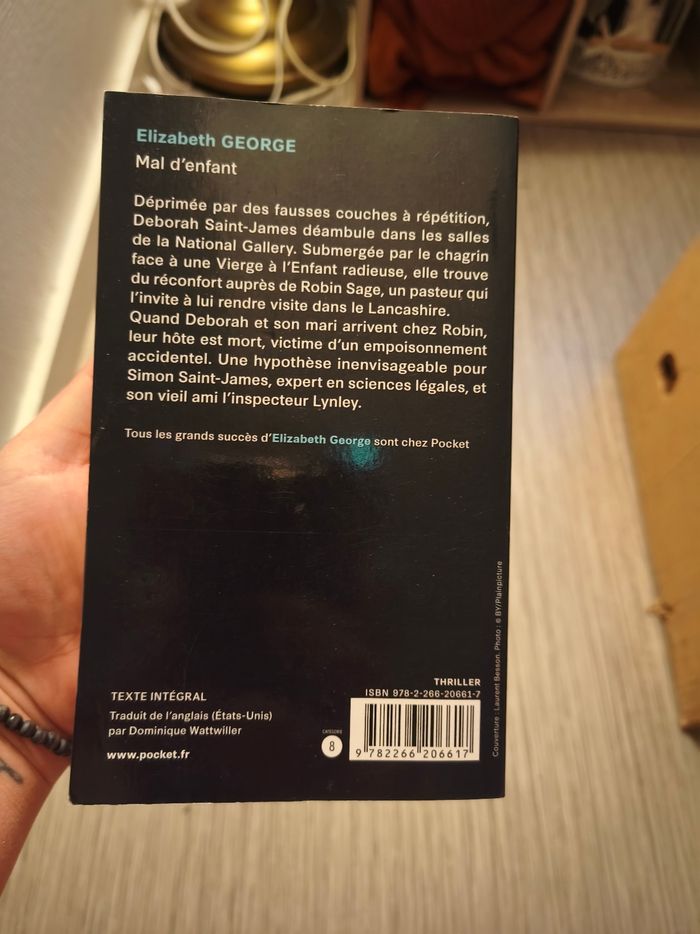 Elizabeth GEORGE
Mal d'enfant
Déprimée par des fausses couches à répétition,
Deborah Saint-James déambule dans les salles
de la National Gallery. Submergée par le chagrin
face à une Vierge à l'Enfant radieuse, elle trouve
du réconfort auprès de Robin Sage, un pasteur qui
l'invite à lui rendre visite dans le Lancashire.
Quand Deborah et son mari arrivent chez Robin,
leur hôte est mort, victime d'un empoisonnement
accidentel. Une hypothèse inenvisageable pour
Simon Saint-James, expert en sciences légales, et
son vieil ami l'inspecteur Lynley.
Tous les grands succès d'Elizabeth George sont chez Pocket
TEXTE INTÉGRAL
Traduit de l'anglais (États-Unis)
par Dominique Wattwiller
www.pocket.fr
CATÉGORIE
8
THRILLER
ISBN 978-2-266-20661-7
9 782266 206617
Couverture : Laurent Besson. Photo : © BY/Plainpicture